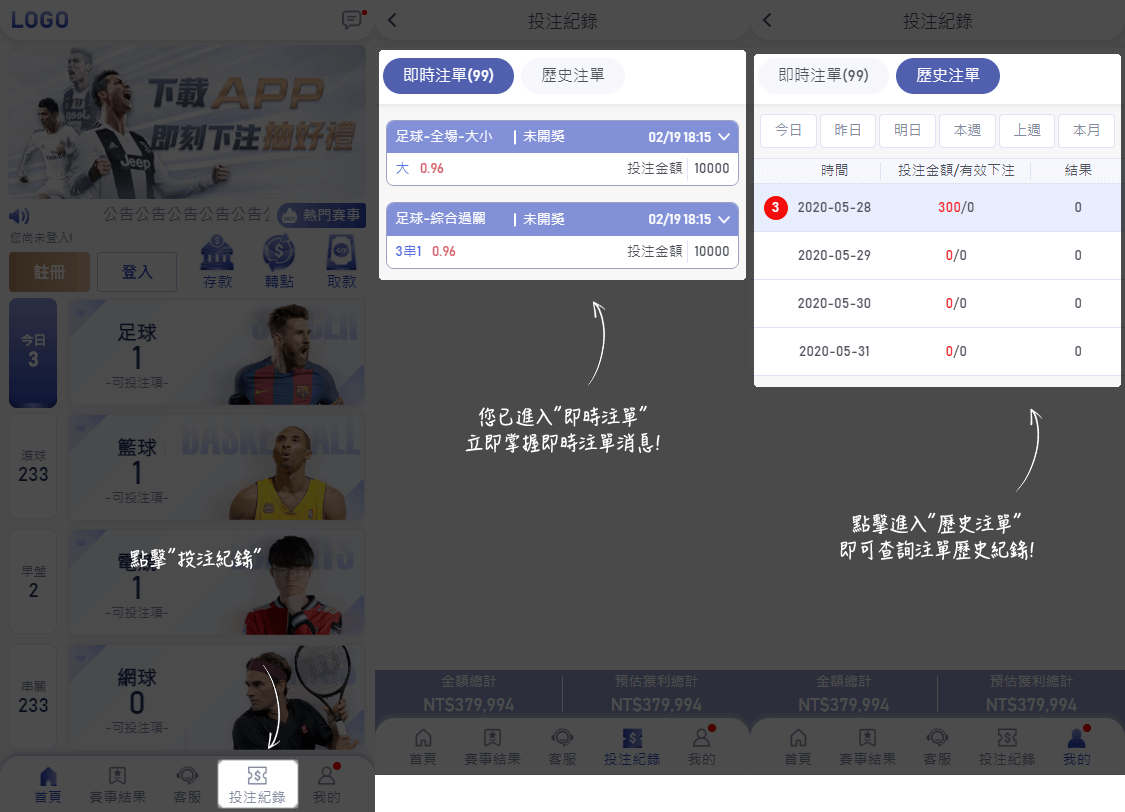 LOGO
下載APP
即刻下注抽好禮
Jeep
公告公告公告公告公告公
熱門賽事
您尚未登入!
註冊
登入
存款
轉點
取款
今日
3
足球
1
-可投注項-
滾球
233
BASKETBALL
籃球
1
-可投注項-
早盤
2
點擊"投注紀錄"
1
-可投注項-
串關
233
網球
0
-可投注項-
首頁
賽事結果
客服
投注紀錄
我的
投注紀錄
即時注單(99)
歷史注單
足球-全場-大小
未開獎
02/19 18:15
大
0.96
投注金額
10000
足球-綜合過關
未開獎
02/19 18:15
3串1
0.96
投注金額
10000
您已進入"即時注單"
立即掌握即時注單消息!
金額總計
NT$379,994
預估獲利總計
NT$379,994
首頁
賽事結果
客服
投注紀錄
我的
投注紀錄
即時注單(99)
歷史注單
今日
昨日
明日
本週
上週
本月
時間
投注金額/有效下注
結果
3
2020-05-28
300/0
0
2020-05-29
0/0
0
2020-05-30
0/0
0
2020-05-31
0/0
0
點擊進入"歷史注單"
即可查詢注單歷史紀錄!
金額總計
NT$379,994
預估獲利總計
NT$379,994
首頁
賽事結果
客服
投注紀錄
我的